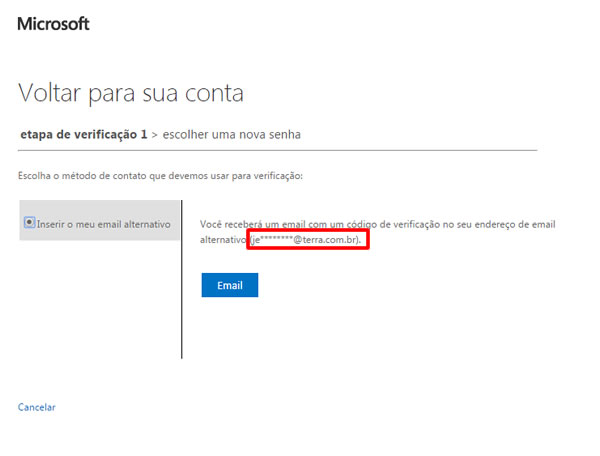 Microsoft
Voltar para sua conta
etapa de verificação 1 > escolher uma nova senha
Escolha o método de contato que devemos usar para verificação:
Inserir o meu email alternativo
Você receberá um email com um código de verificação no seu endereço de email
alternativo (je********@terra.com.br).
Email
Cancelar